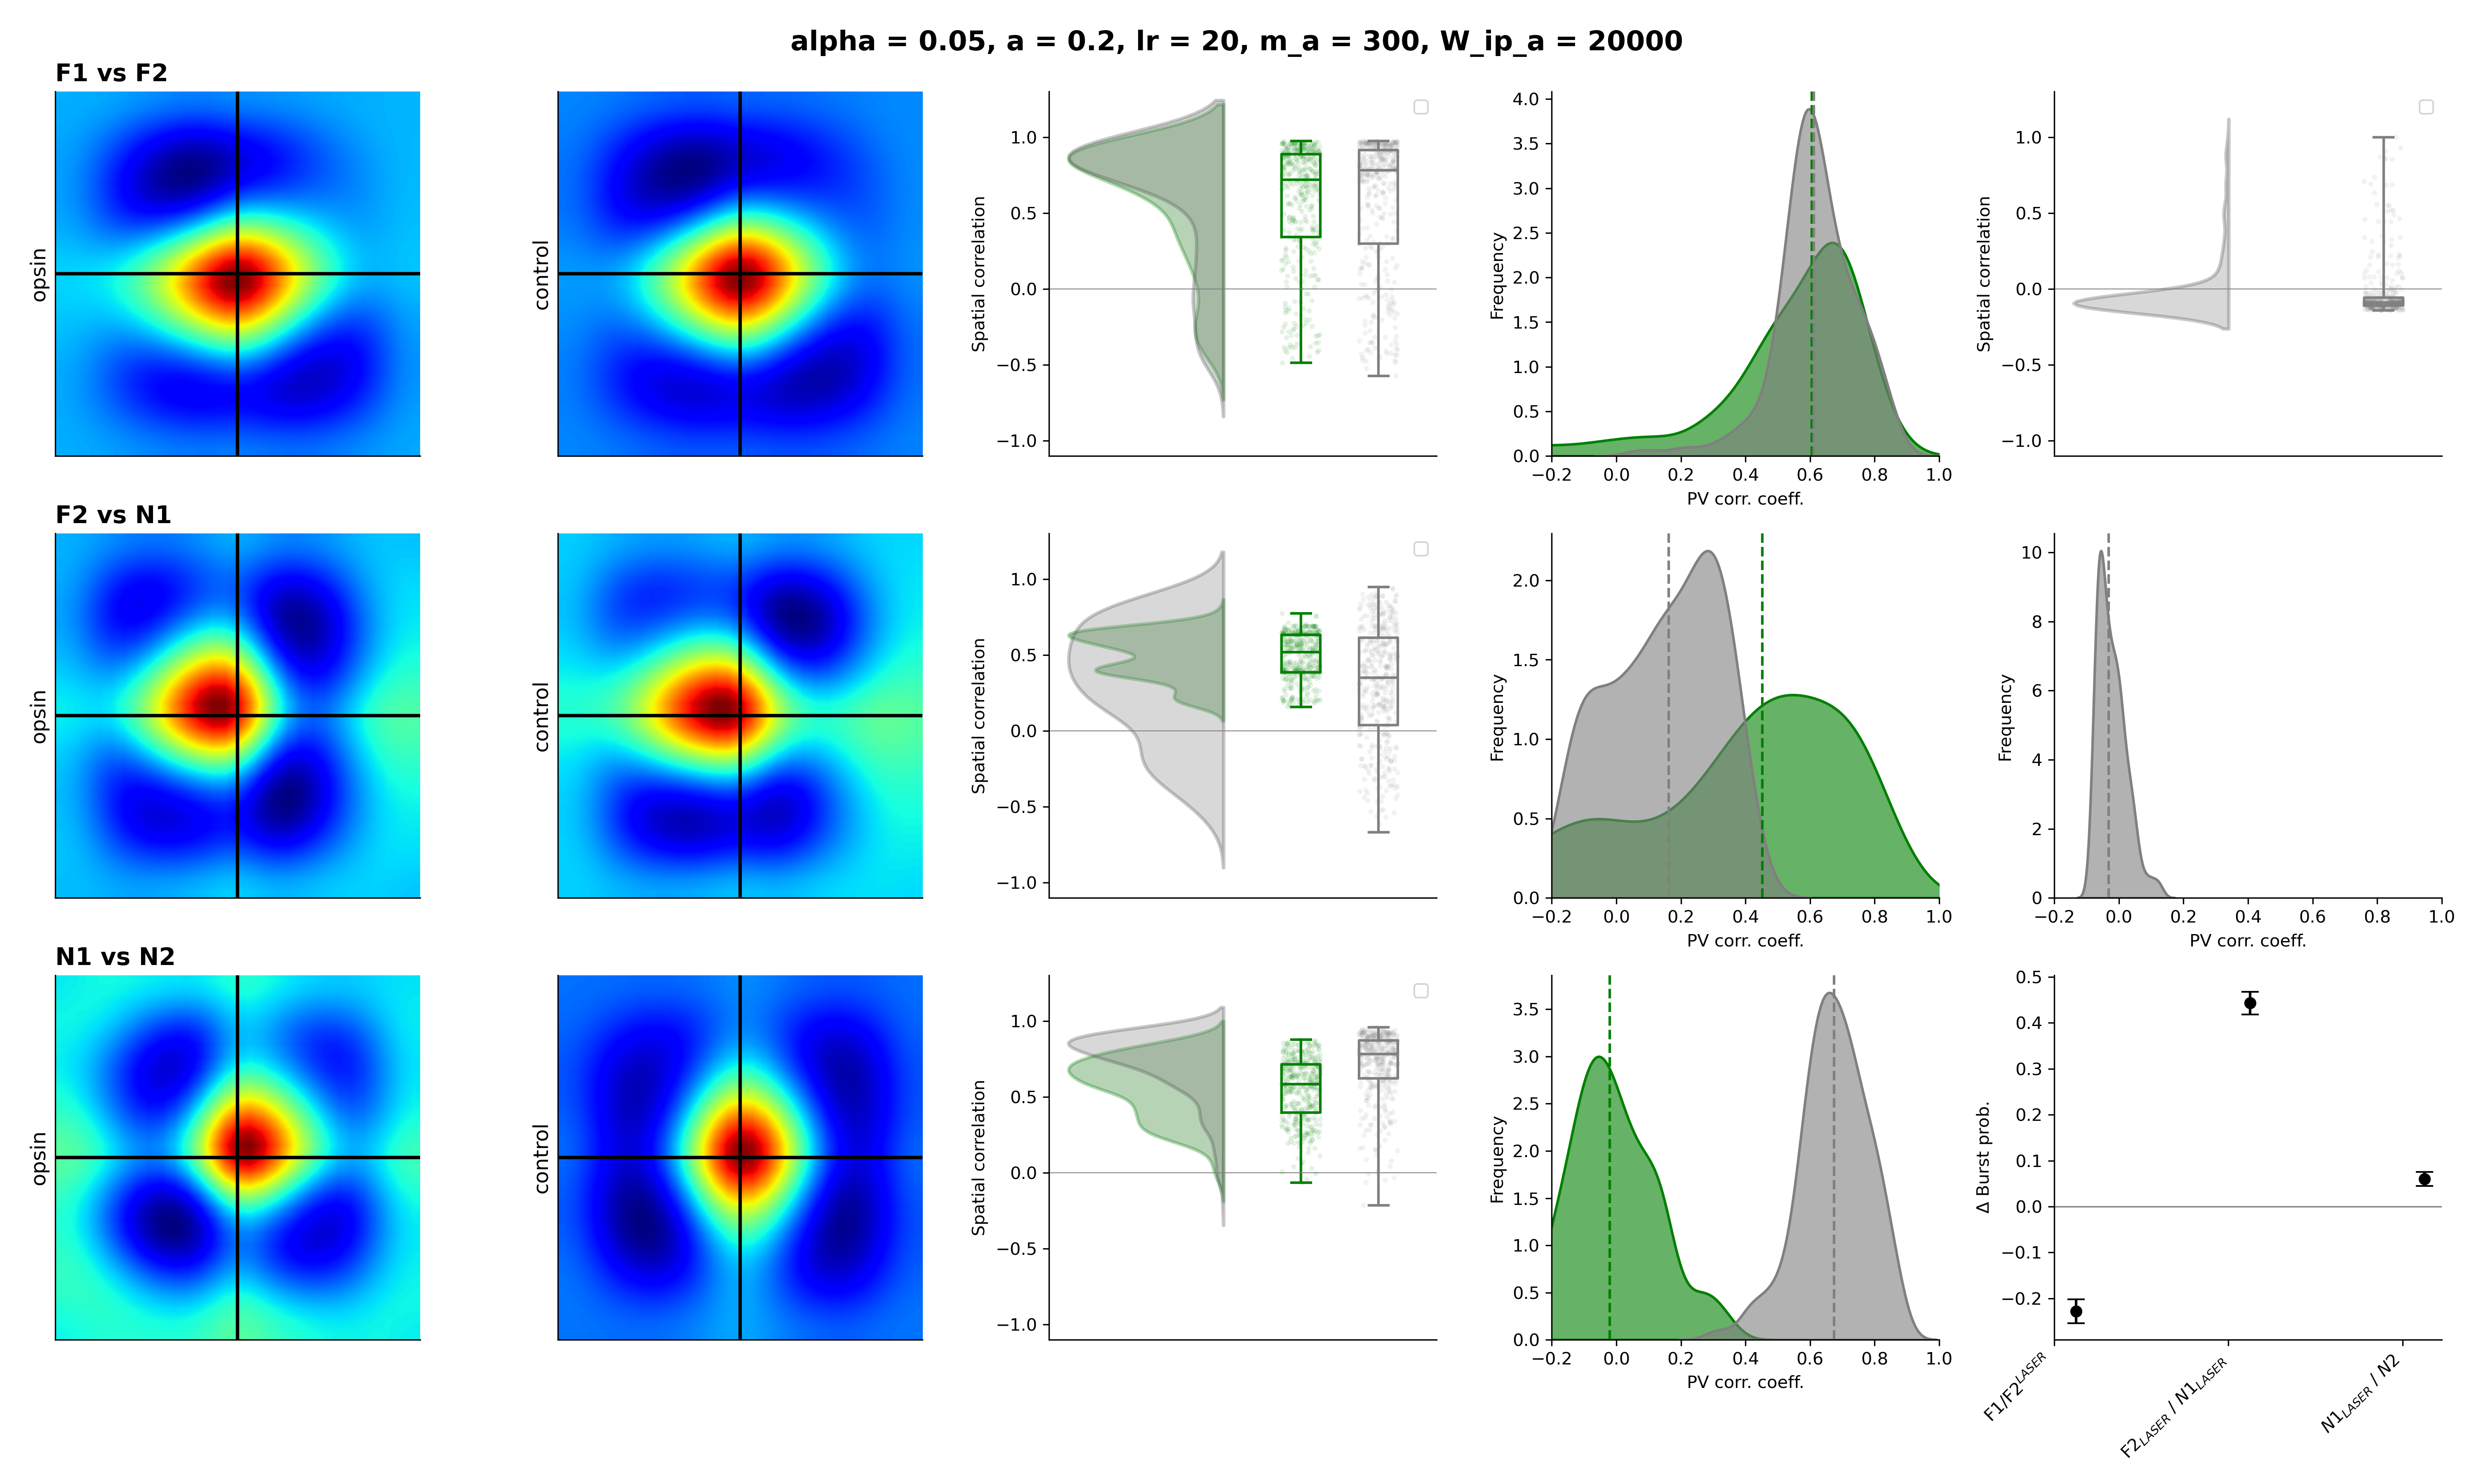 alpha = 0.05, a = 0.2, lr = 20, m_a = 300, W_ip_a = 20000
F1 vs F2
opsin
control
Spatial correlation
1.0
0.5
0.0
−0.5
−1.0
Frequency
4.0
3.5
3.0
2.5
2.0
1.5
1.0
0.5
0.0
−0.2 0.0 0.2 0.4 0.6 0.8 1.0
PV corr. coeff.
Spatial correlation
1.0
0.5
0.0
−0.5
−1.0
F2 vs N1
opsin
control
Spatial correlation
1.0
0.5
0.0
−0.5
−1.0
Frequency
2.0
1.5
1.0
0.5
0.0
−0.2 0.0 0.2 0.4 0.6 0.8 1.0
PV corr. coeff.
Frequency
10
8
6
4
2
0
−0.2 0.0 0.2 0.4 0.6 0.8 1.0
PV corr. coeff.
N1 vs N2
opsin
control
Spatial correlation
1.0
0.5
0.0
−0.5
−1.0
Frequency
3.5
3.0
2.5
2.0
1.5
1.0
0.5
0.0
−0.2 0.0 0.2 0.4 0.6 0.8 1.0
PV corr. coeff.
Δ Burst prob.
0.5
0.4
0.3
0.2
0.1
0.0
−0.1
−0.2
F1/F2^LASER
F2_LASER / N1_LASER
N1_LASER / N2